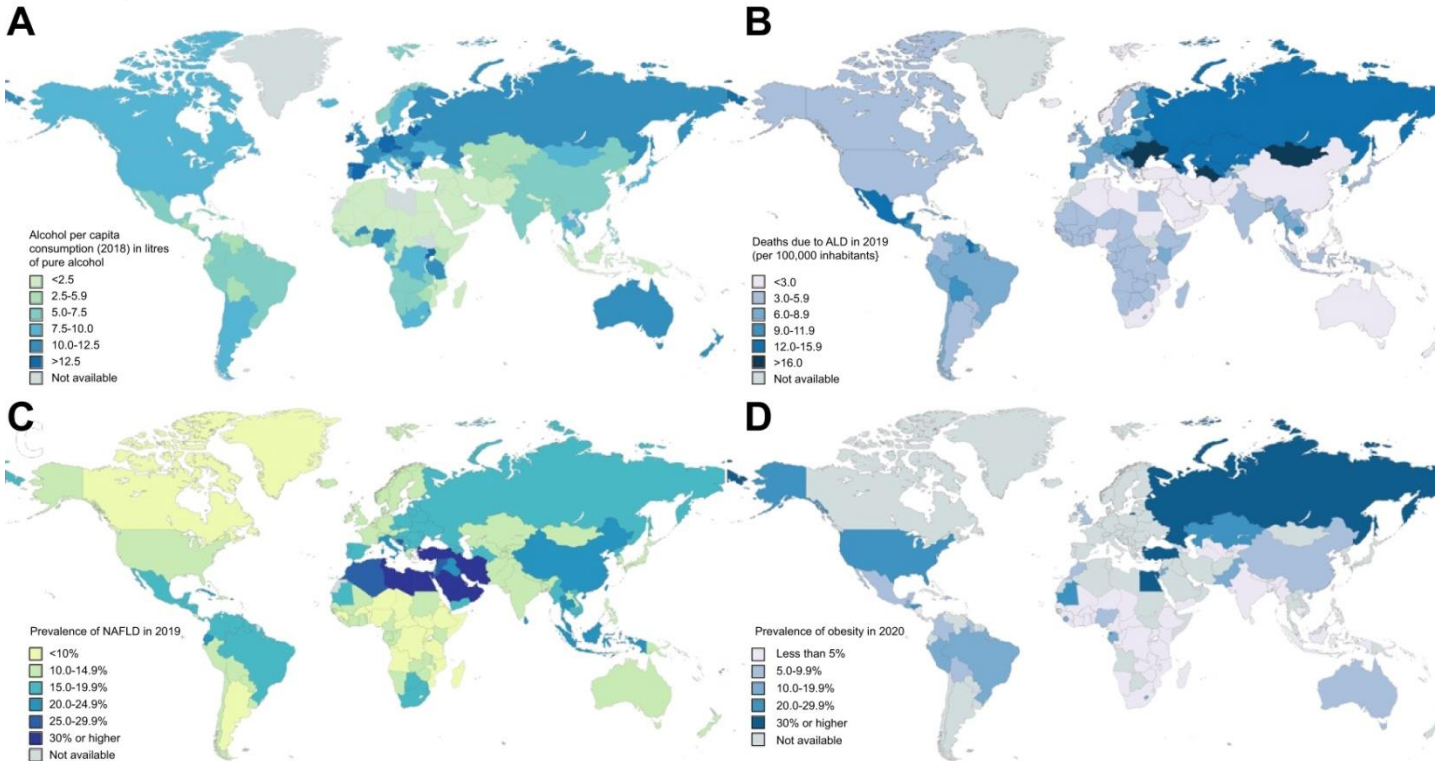 A
Alcohol per capita
consumption (2018) in litres
of pure alcohol
<2.5
2.5-5.9
5.0-7.5
7.5-10.0
10.0-12.5
>12.5
Not available
B
Deaths due to ALD in 2019
(per 100,000 inhabitants}
<3.0
3.0-5.9
6.0-8.9
9.0-11.9
12.0-15.9
>16.0
Not available
C
Prevalence of NAFLD in 2019
<10%
10.0-14.9%
15.0-19.9%
20.0-24.9%
25.0-29.9%
30% or higher
Not available
D
Prevalence of obesity in 2020
Less than 5%
5.0-9.9%
10.0-19.9%
20.0-29.9%
30% or higher
Not available